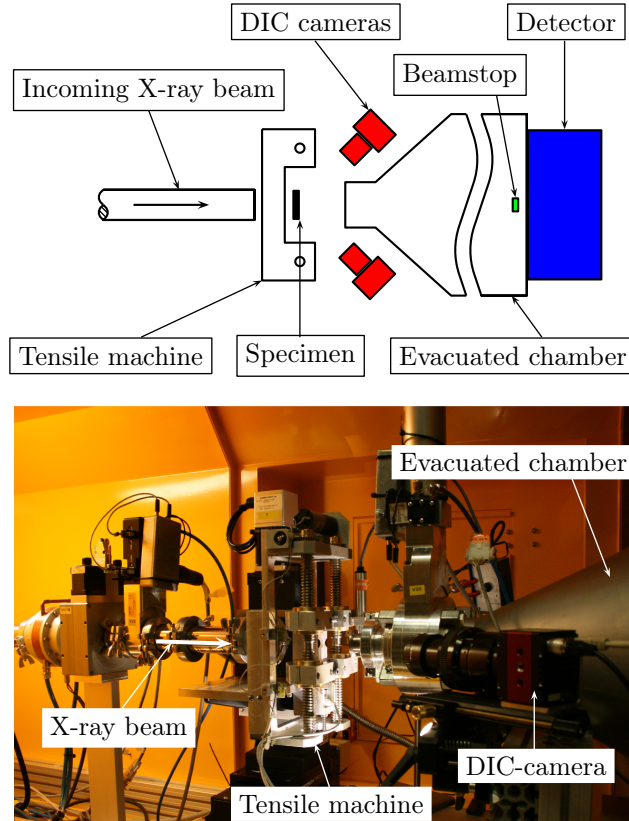 DIC cameras
Detector
Beamstop
Incoming X-ray beam
Tensile machine
Specimen
Evacuated chamber
Evacuated chamber
X-ray beam
DIC-camera
Tensile machine